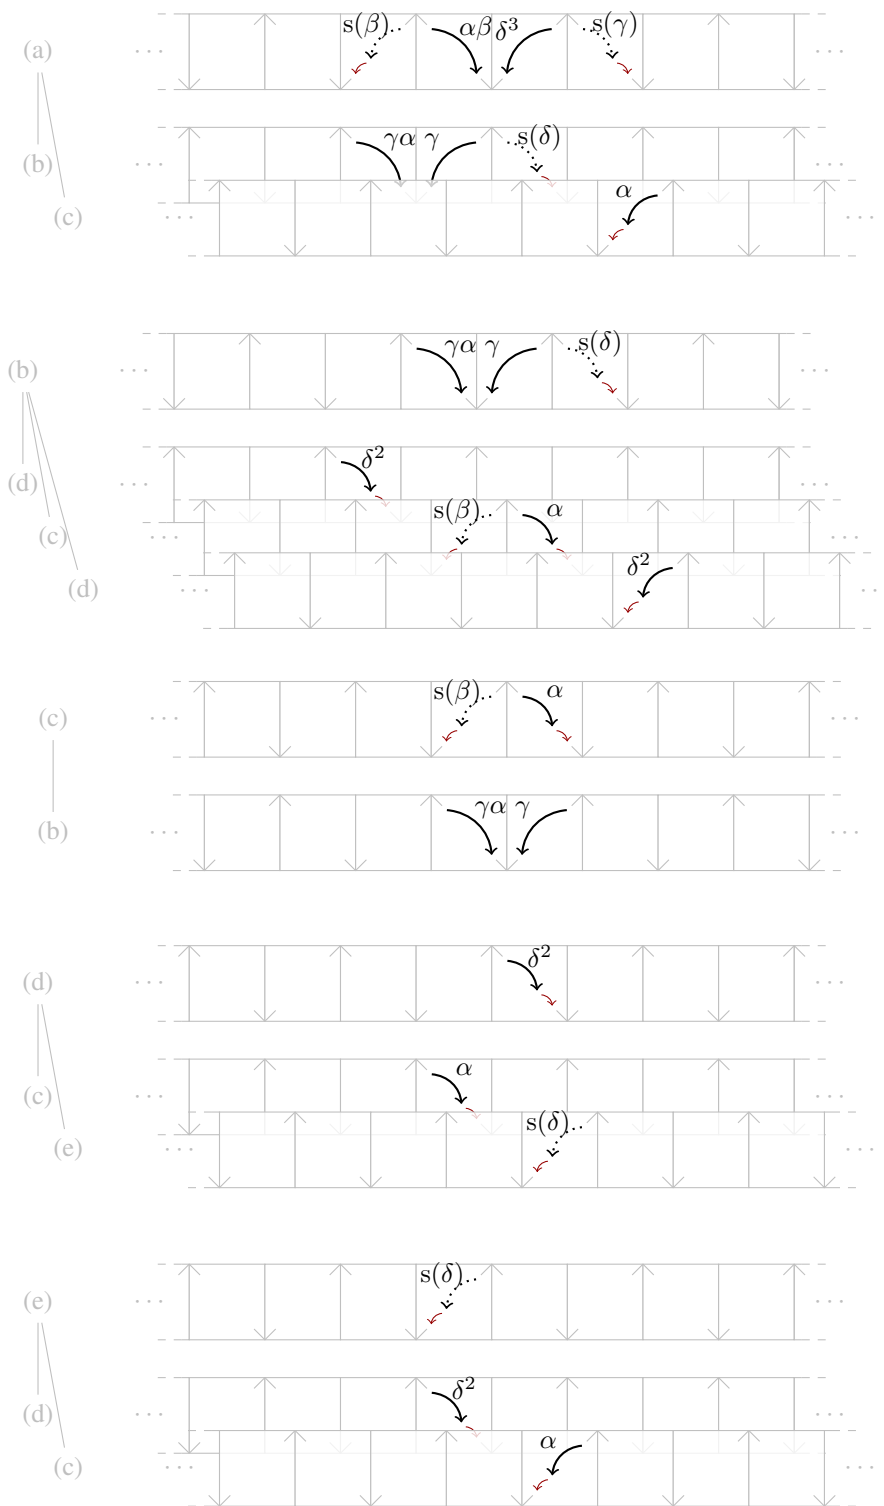 (a) ··· s(β) αβ δ³ s(γ) ···
(b) ··· γα γ s(δ) ···
(c) ··· α ···
(b) ··· γα γ s(δ) ···
(d) ··· δ² ···
(c) ··· s(β) α ···
(d) ··· δ² ···
(c) ··· s(β) α ···
(b) ··· γα γ ···
(d) ··· δ² ···
(c) ··· α ···
(e) ··· s(δ) ···
(e) ··· s(δ) ···
(d) ··· δ² ···
(c) ··· α ···